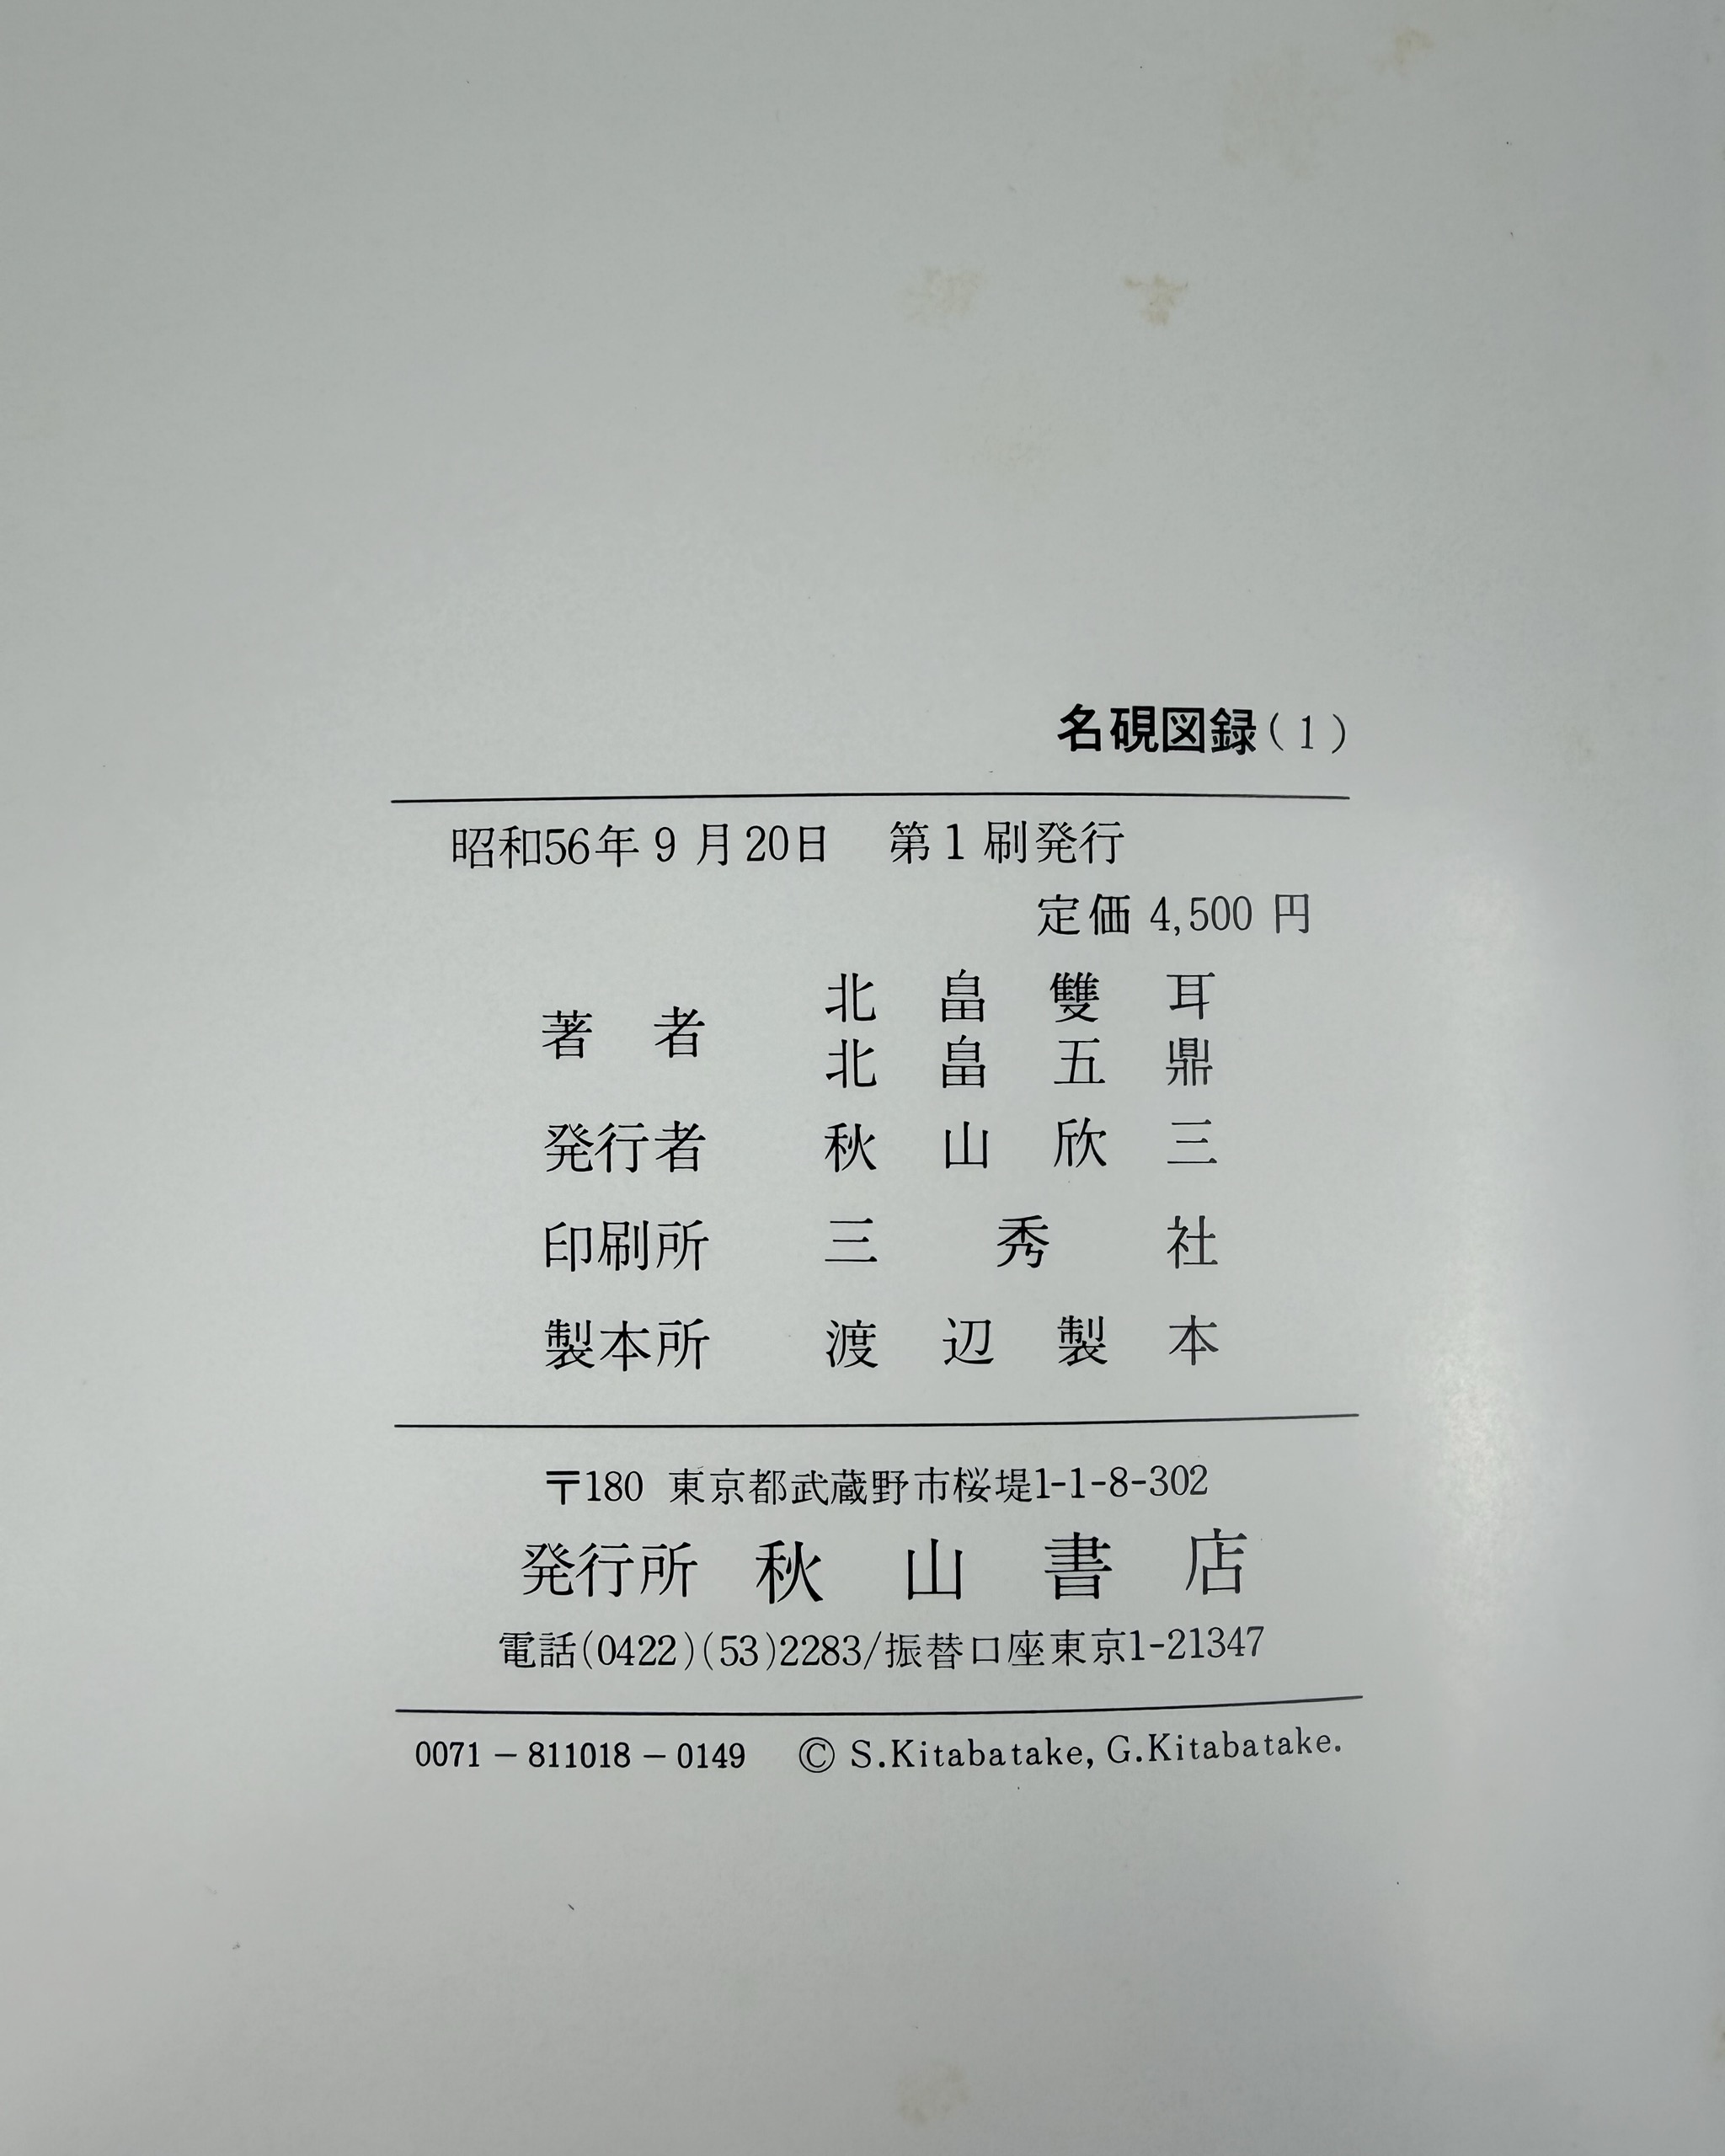 名硯図録(1)
昭和56年9月20日 第1刷発行
定価 4,500 円
著者 北畠雙耳
北畠五鼎
発行者 秋山欣三
印刷所 三秀社
製本所 渡辺製本
〒180 東京都武蔵野市桜堤1-1-8-302
発行所 秋山書店
電話(0422)(53)2283/振替口座東京1-21347
0071-811018-0149 © S.Kitabatake, G.Kitabatake.